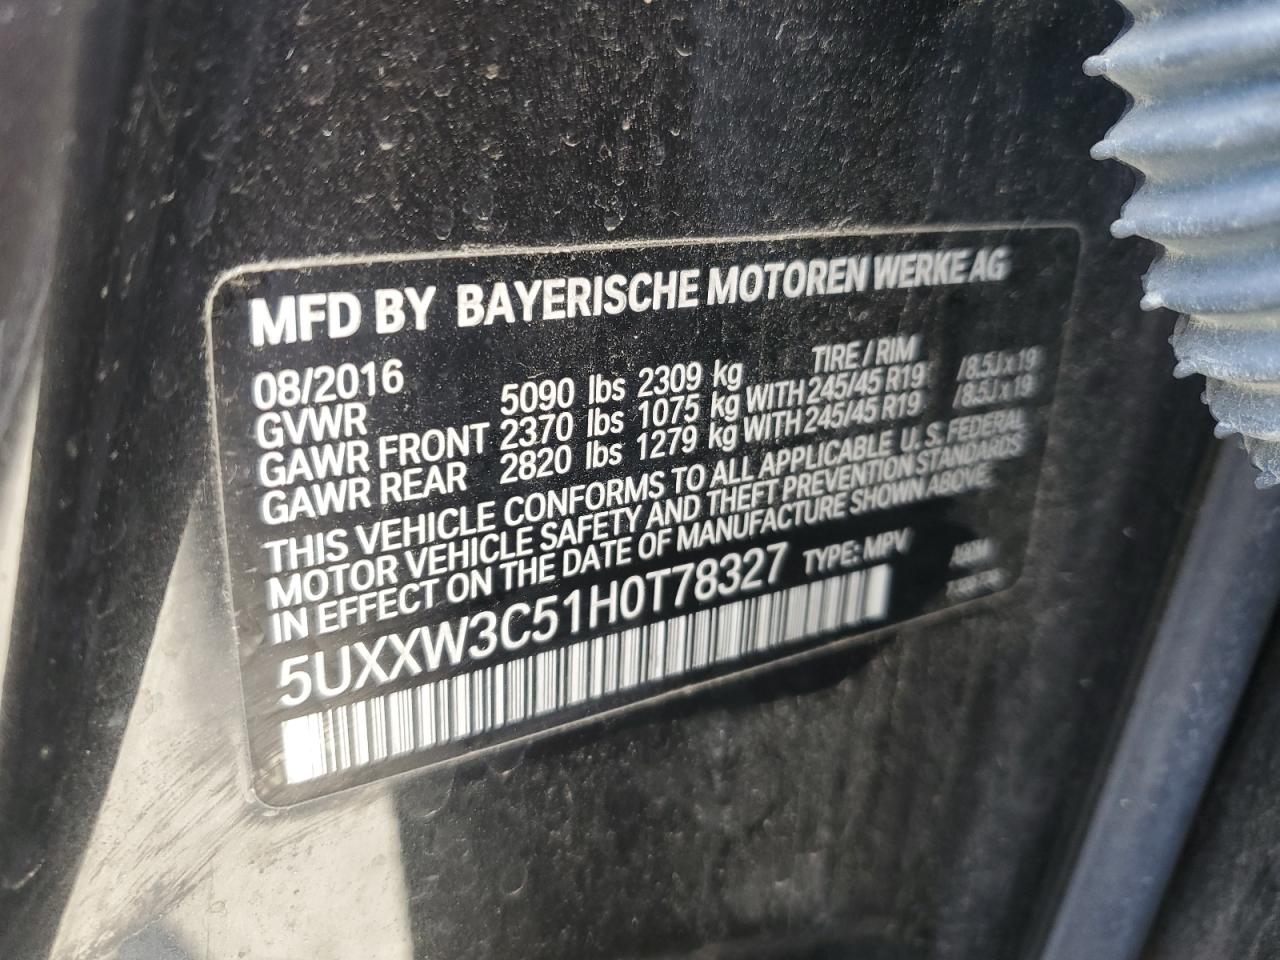 MFD BY BAYERISCHE MOTOREN WERKE AG
08/2016 TIRE / RIM
GVWR 5090 lbs 2309 kg
GAWR FRONT 2370 lbs 1075 kg WITH 245/45 R19 /8.5J x 19
GAWR REAR 2820 lbs 1279 kg WITH 245/45 R19 /8.5J x 19
THIS VEHICLE CONFORMS TO ALL APPLICABLE U. S. FEDERAL
MOTOR VEHICLE SAFETY AND THEFT PREVENTION STANDARDS
IN EFFECT ON THE DATE OF MANUFACTURE SHOWN ABOVE.
5UXXW3C51H0T78327 TYPE: MPV